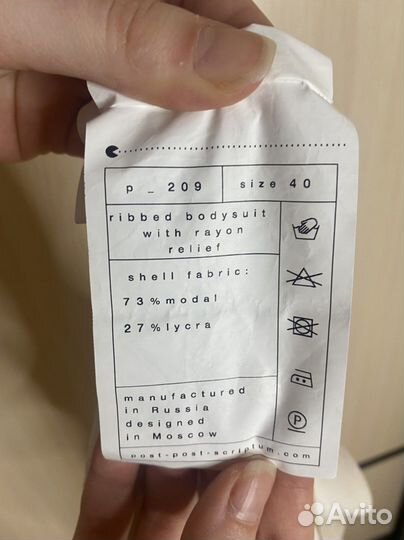 p _ 209
size 40
ribbed bodysuit
with rayon
relief
shell fabric:
73%modal
27%lycra
manufactured
in Russia
designed
in Moscow
post-post-scriptum.com
P
Avito